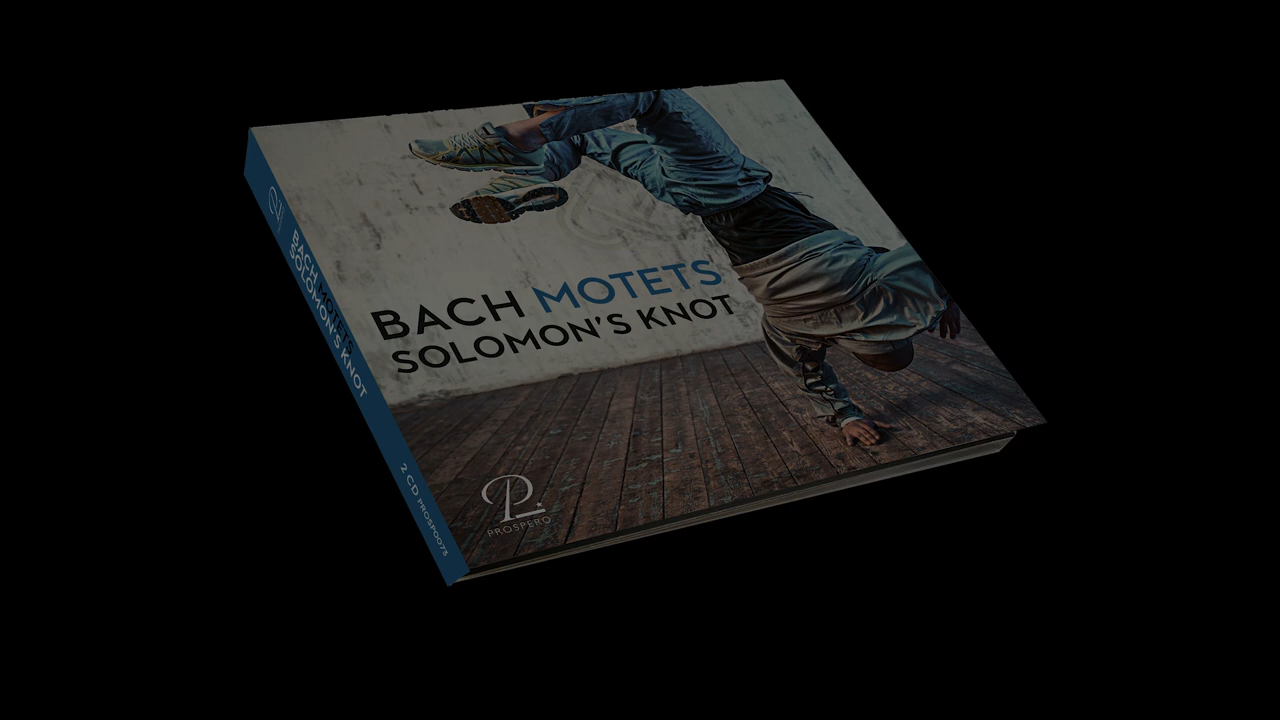 BACH MOTETS
SOLOMON'S KNOT
P
PROSPERO
BACH MOTETS
SOLOMON'S KNOT
2 CD PROSP0073